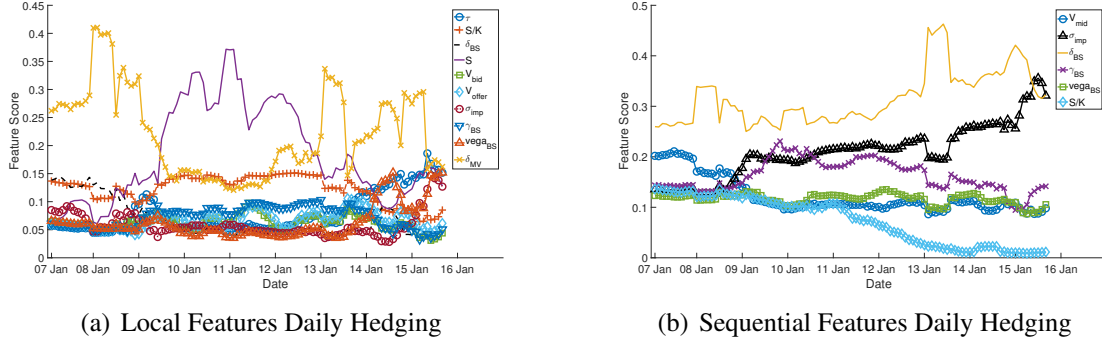 0.45
0.4
0.35
0.3
0.25
0.2
0.15
0.1
0.05
0
Feature Score
07 Jan 08 Jan 09 Jan 10 Jan 11 Jan 12 Jan 13 Jan 14 Jan 15 Jan 16 Jan
Date
τ
S/K
δBS
S
Vbid
Voffer
σimp
γBS
vegaBS
δMV
(a) Local Features Daily Hedging
0.5
0.4
0.3
0.2
0.1
0
Feature Score
07 Jan 08 Jan 09 Jan 10 Jan 11 Jan 12 Jan 13 Jan 14 Jan 15 Jan 16 Jan
Date
Vmid
σimp
δBS
γBS
vegaBS
S/K
(b) Sequential Features Daily Hedging